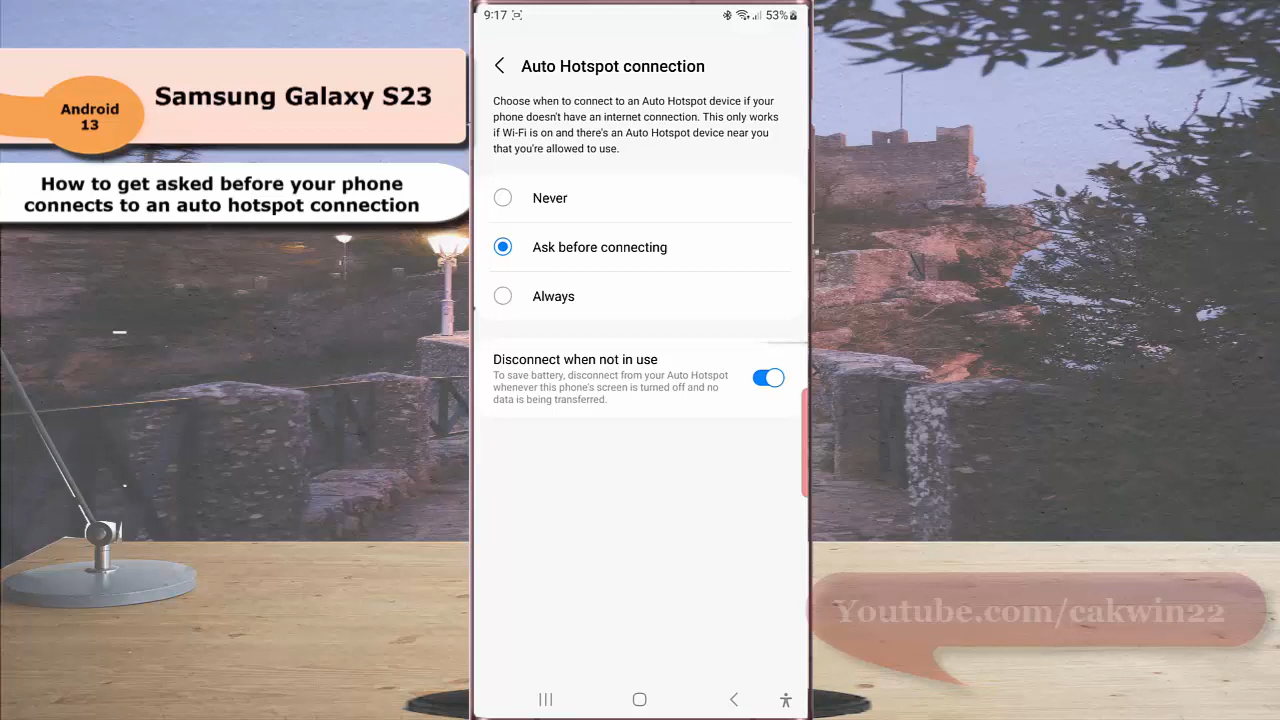 Samsung Galaxy S23
Android
13
How to get asked before your phone
connects to an auto hotspot connection
9:17
53%
Auto Hotspot connection
Choose when to connect to an Auto Hotspot device if your
phone doesn't have an internet connection. This only works
if Wi-Fi is on and there's an Auto Hotspot device near you
that you're allowed to use.
Never
Ask before connecting
Always
Disconnect when not in use
To save battery, disconnect from your Auto Hotspot
whenever this phone's screen is turned off and no
data is being transferred.
Youtube.com/cakwin22